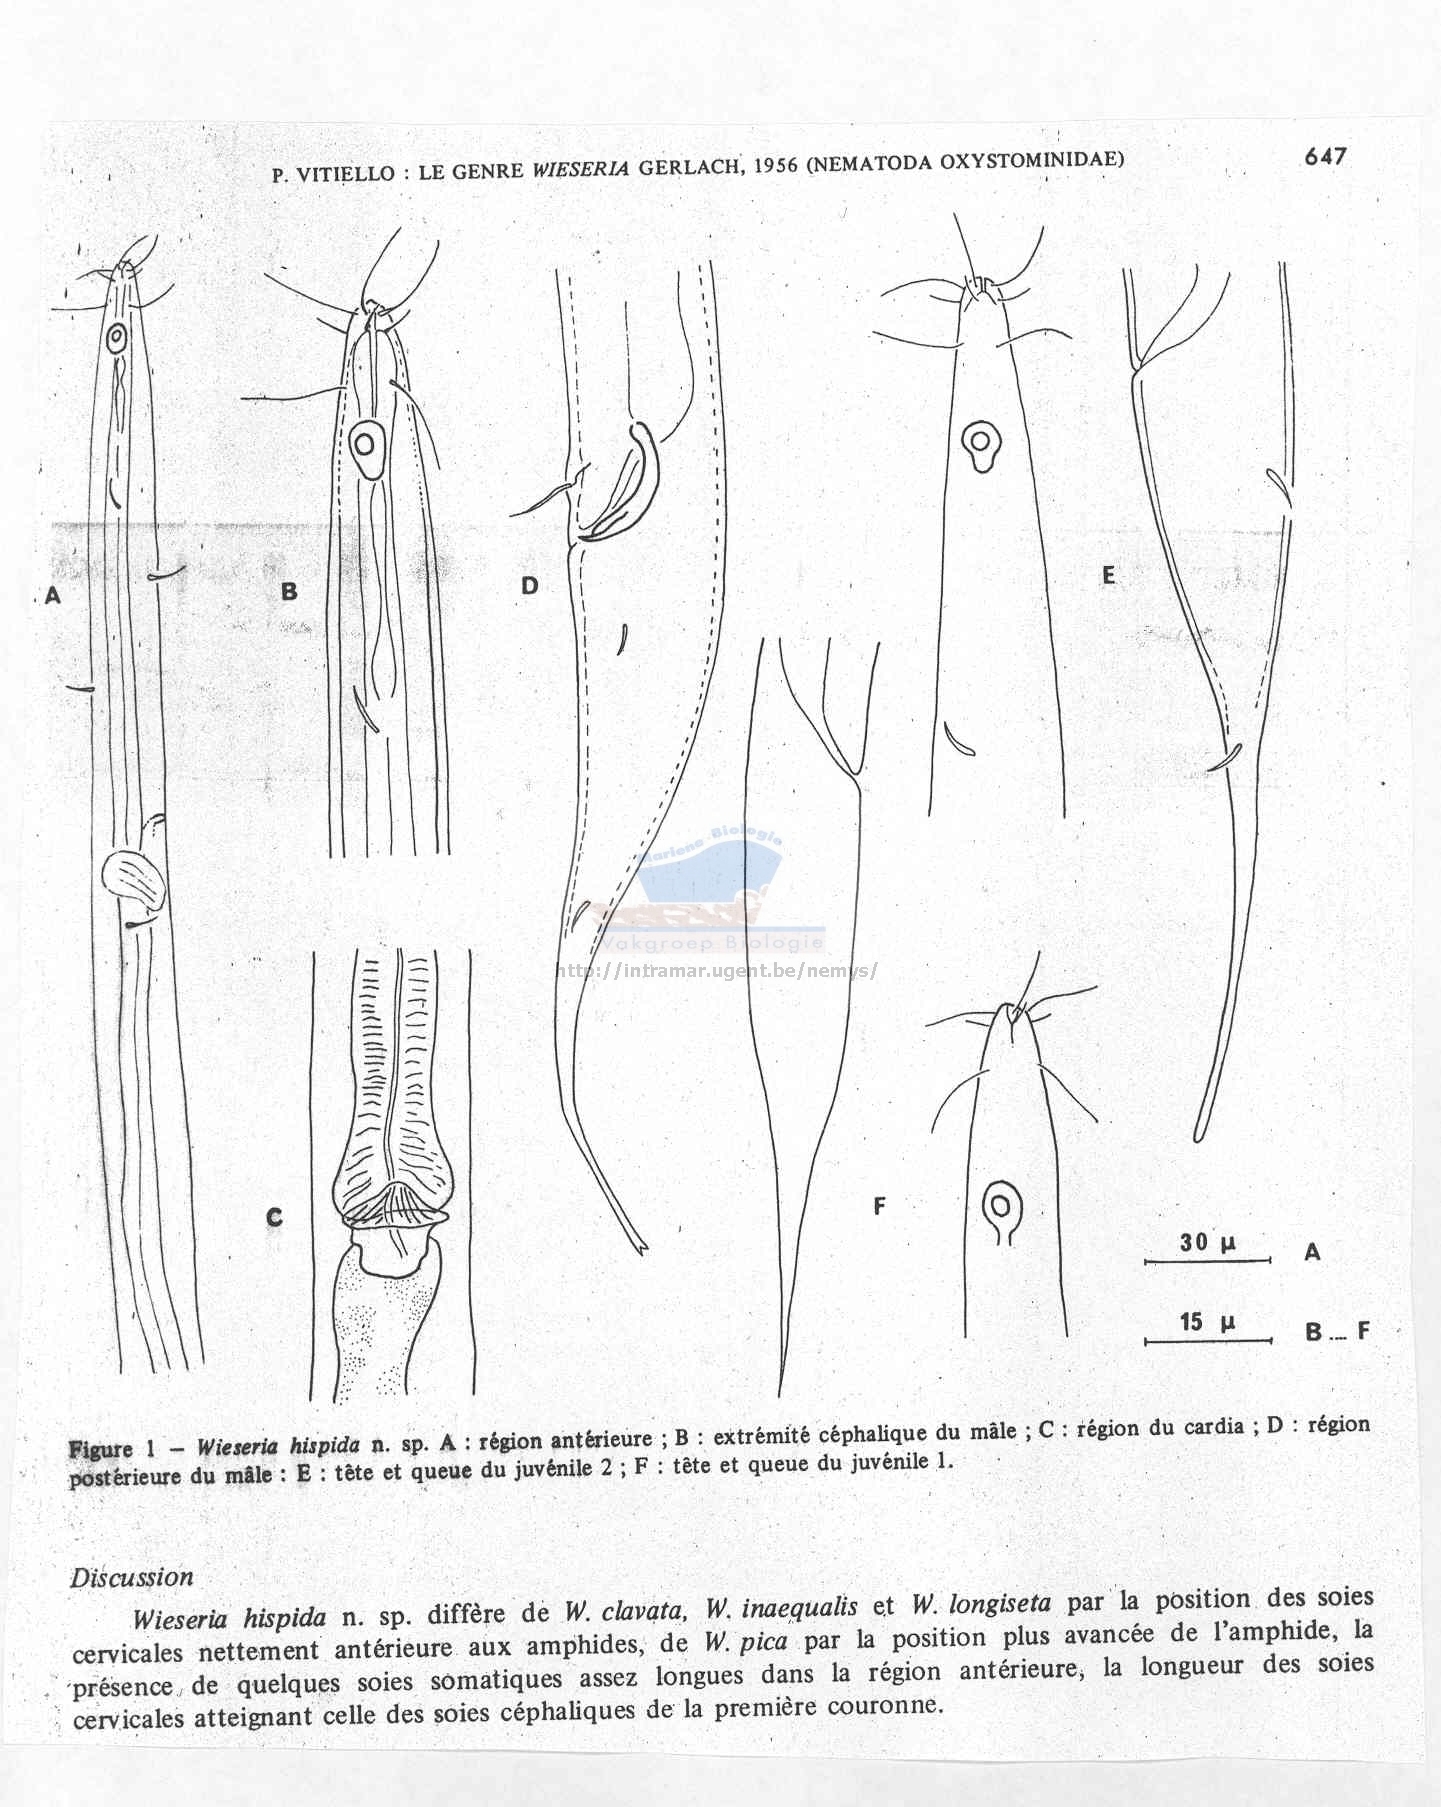 P. VITIELLO : LE GENRE WIESERIA GERLACH, 1956 (NEMATODA OXYSTOMINIDAE) 647
A
B
D
E
C
F
Mariene Biologie
Vakgroep Biologie
http://intramar.ugent.be/nemys/
30 µ A
15 µ B ... F
Figure 1 – Wieseria hispida n. sp. A : région antérieure ; B : extrémité céphalique du mâle ; C : région du cardia ; D : région
postérieure du mâle : E : tête et queue du juvénile 2 ; F : tête et queue du juvénile 1.
Discussion
Wieseria hispida n. sp. diffère de W. clavata, W. inaequalis et W. longiseta par la position des soies
cervicales nettement antérieure aux amphides, de W. pica par la position plus avancée de l'amphide, la
présence de quelques soies somatiques assez longues dans la région antérieure, la longueur des soies
cervicales atteignant celle des soies céphaliques de la première couronne.